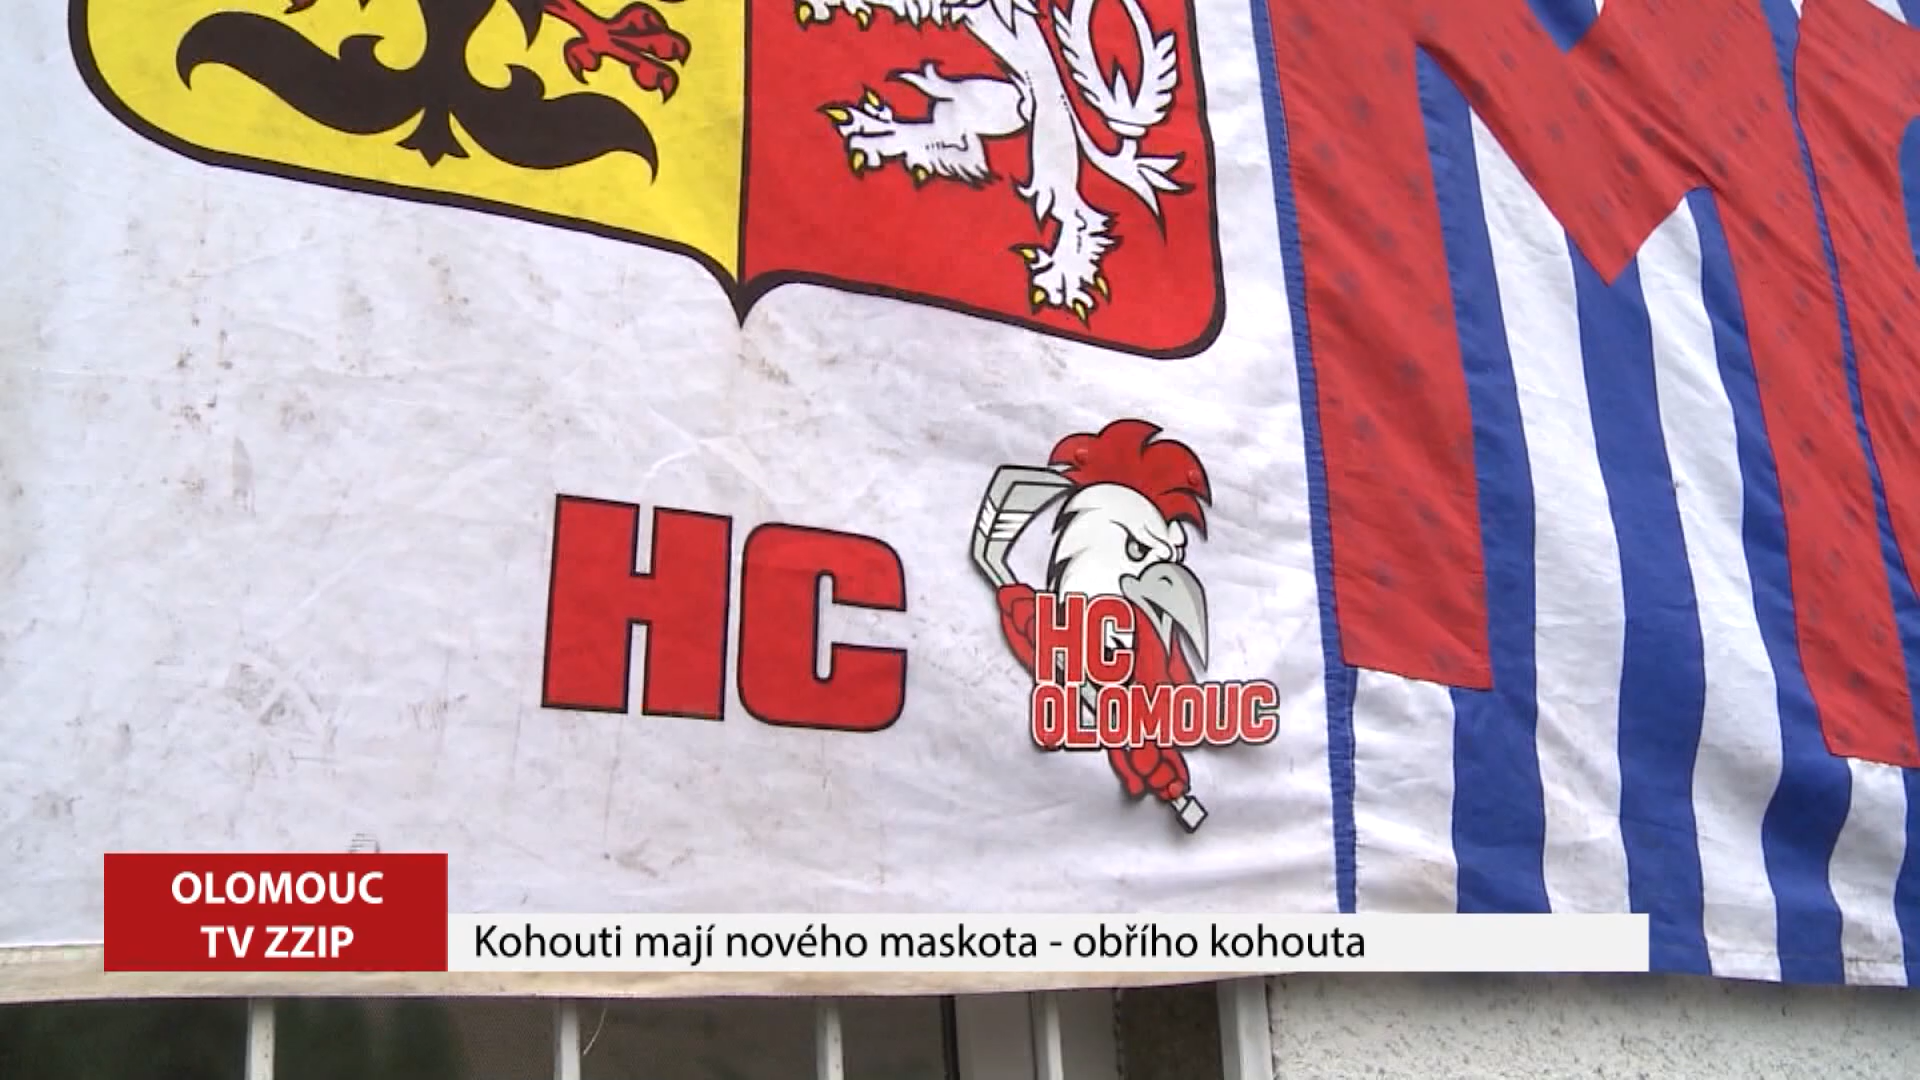 HC
HC
OLOMOUC
OLOMOUC
TV ZZIP
Kohouti mají nového maskota - obřího kohouta